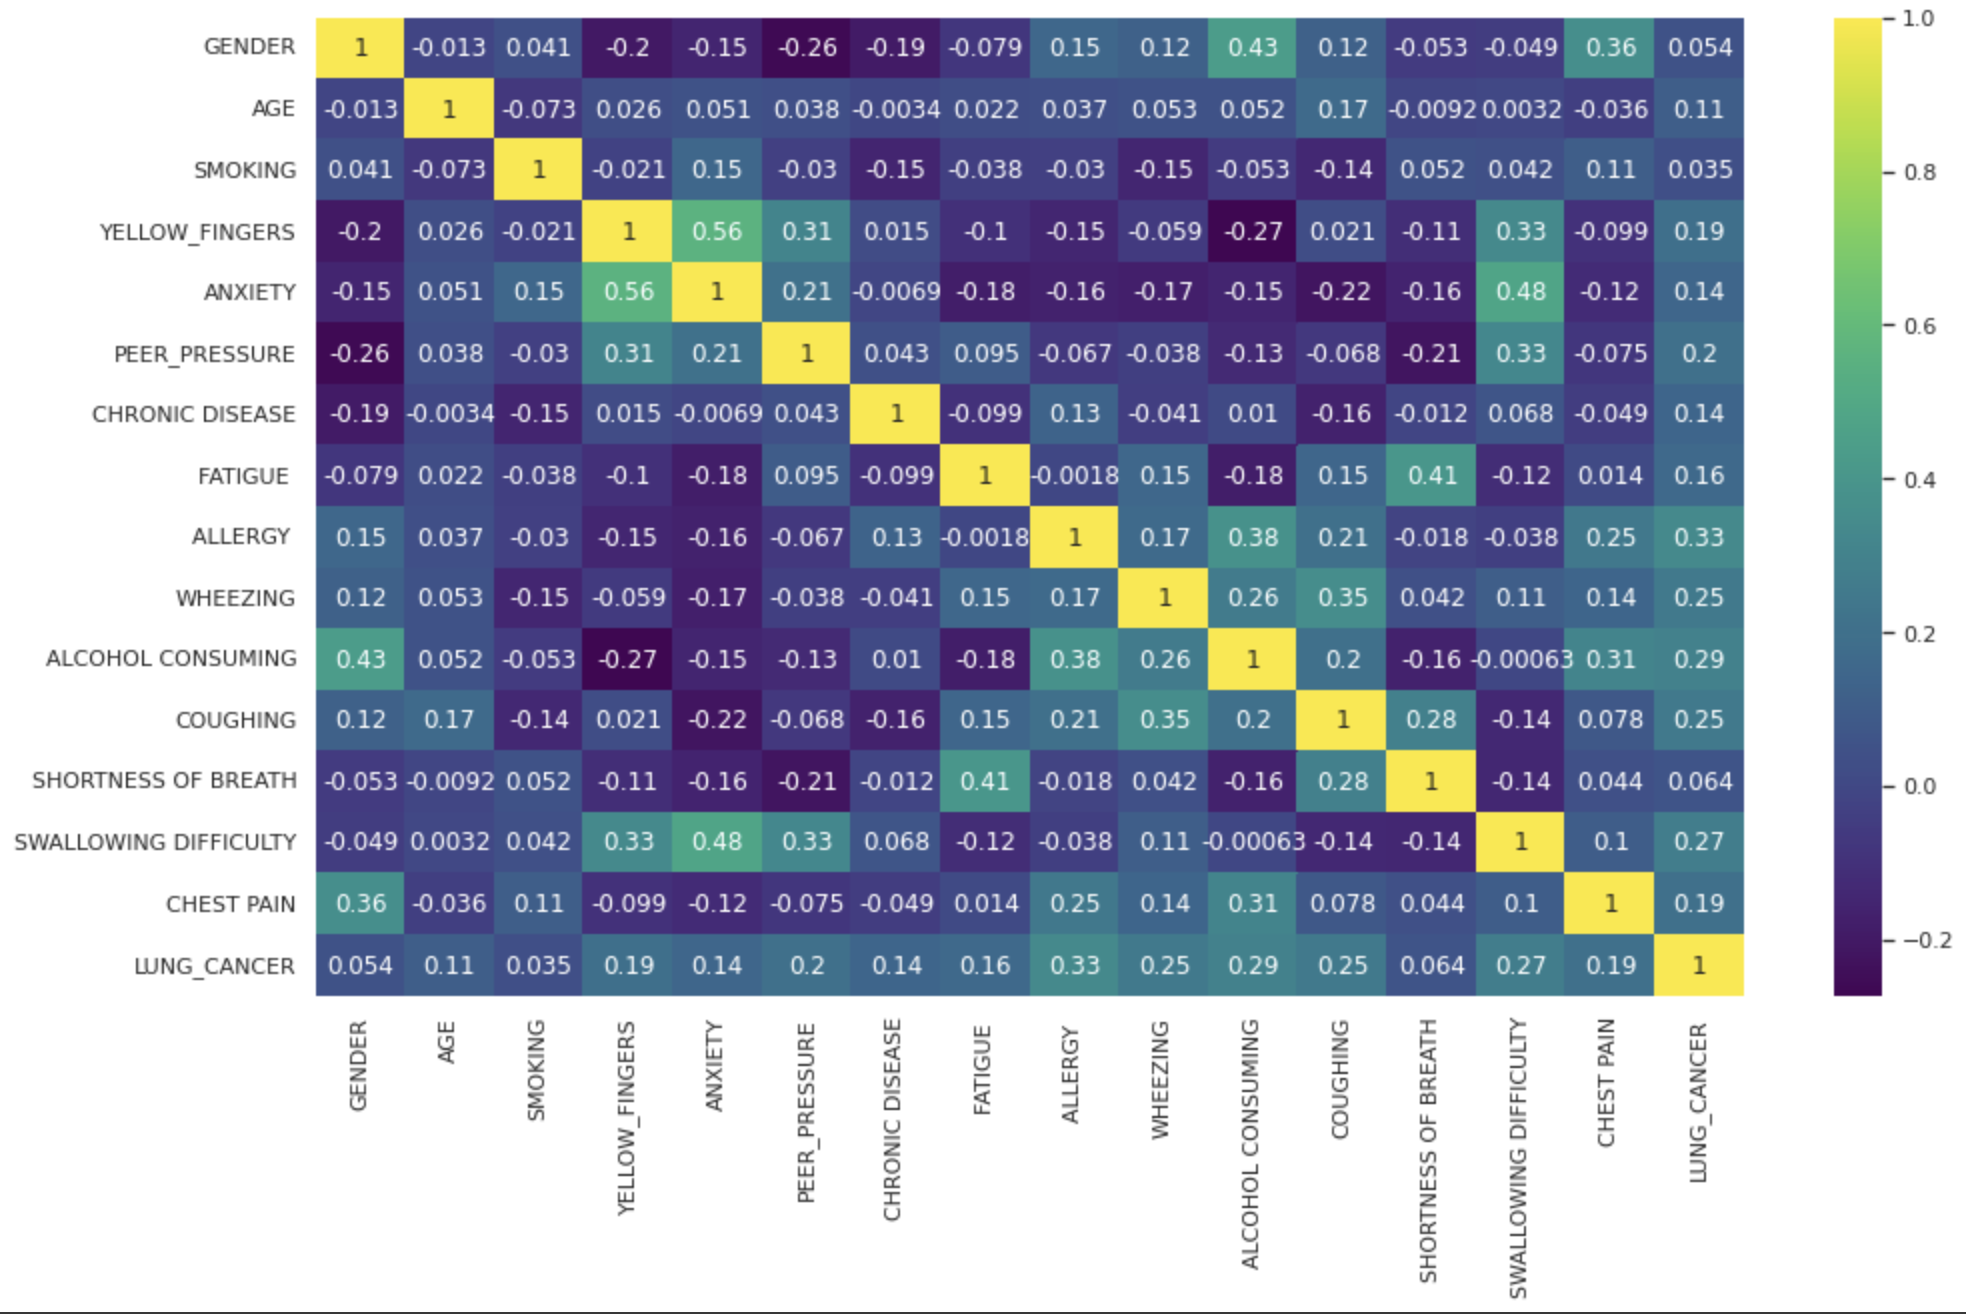 GENDER 1 -0.013 0.041 -0.2 -0.15 -0.26 -0.19 -0.079 0.15 0.12 0.43 0.12 -0.053 -0.049 0.36 0.054
AGE -0.013 1 -0.073 0.026 0.051 0.038 -0.0034 0.022 0.037 0.053 0.052 0.17 -0.0092 0.0032 -0.036 0.11
SMOKING 0.041 -0.073 1 -0.021 0.15 -0.03 -0.15 -0.038 -0.03 -0.15 -0.053 -0.14 0.052 0.042 0.11 0.035
YELLOW_FINGERS -0.2 0.026 -0.021 1 0.56 0.31 0.015 -0.1 -0.15 -0.059 -0.27 0.021 -0.11 0.33 -0.099 0.19
ANXIETY -0.15 0.051 0.15 0.56 1 0.21 -0.0069 -0.18 -0.16 -0.17 -0.15 -0.22 -0.16 0.48 -0.12 0.14
PEER_PRESSURE -0.26 0.038 -0.03 0.31 0.21 1 0.043 0.095 -0.067 -0.038 -0.13 -0.068 -0.21 0.33 -0.075 0.2
CHRONIC DISEASE -0.19 -0.0034 -0.15 0.015 -0.0069 0.043 1 -0.099 0.13 -0.041 0.01 -0.16 -0.012 0.068 -0.049 0.14
FATIGUE -0.079 0.022 -0.038 -0.1 -0.18 0.095 -0.099 1 -0.0018 0.15 -0.18 0.15 0.41 -0.12 0.014 0.16
ALLERGY 0.15 0.037 -0.03 -0.15 -0.16 -0.067 0.13 -0.0018 1 0.17 0.38 0.21 -0.018 -0.038 0.25 0.33
WHEEZING 0.12 0.053 -0.15 -0.059 -0.17 -0.038 -0.041 0.15 0.17 1 0.26 0.35 0.042 0.11 0.14 0.25
ALCOHOL CONSUMING 0.43 0.052 -0.053 -0.27 -0.15 -0.13 0.01 -0.18 0.38 0.26 1 0.2 -0.16 -0.00063 0.31 0.29
COUGHING 0.12 0.17 -0.14 0.021 -0.22 -0.068 -0.16 0.15 0.21 0.35 0.2 1 0.28 -0.14 0.078 0.25
SHORTNESS OF BREATH -0.053 -0.0092 0.052 -0.11 -0.16 -0.21 -0.012 0.41 -0.018 0.042 -0.16 0.28 1 -0.14 0.044 0.064
SWALLOWING DIFFICULTY -0.049 0.0032 0.042 0.33 0.48 0.33 0.068 -0.12 -0.038 0.11 -0.00063 -0.14 -0.14 1 0.1 0.27
CHEST PAIN 0.36 -0.036 0.11 -0.099 -0.12 -0.075 -0.049 0.014 0.25 0.14 0.31 0.078 0.044 0.1 1 0.19
LUNG_CANCER 0.054 0.11 0.035 0.19 0.14 0.2 0.14 0.16 0.33 0.25 0.29 0.25 0.064 0.27 0.19 1
GENDER
AGE
SMOKING
YELLOW_FINGERS
ANXIETY
PEER_PRESSURE
CHRONIC DISEASE
FATIGUE
ALLERGY
WHEEZING
ALCOHOL CONSUMING
COUGHING
SHORTNESS OF BREATH
SWALLOWING DIFFICULTY
CHEST PAIN
LUNG_CANCER
1.0
0.8
0.6
0.4
0.2
0.0
−0.2